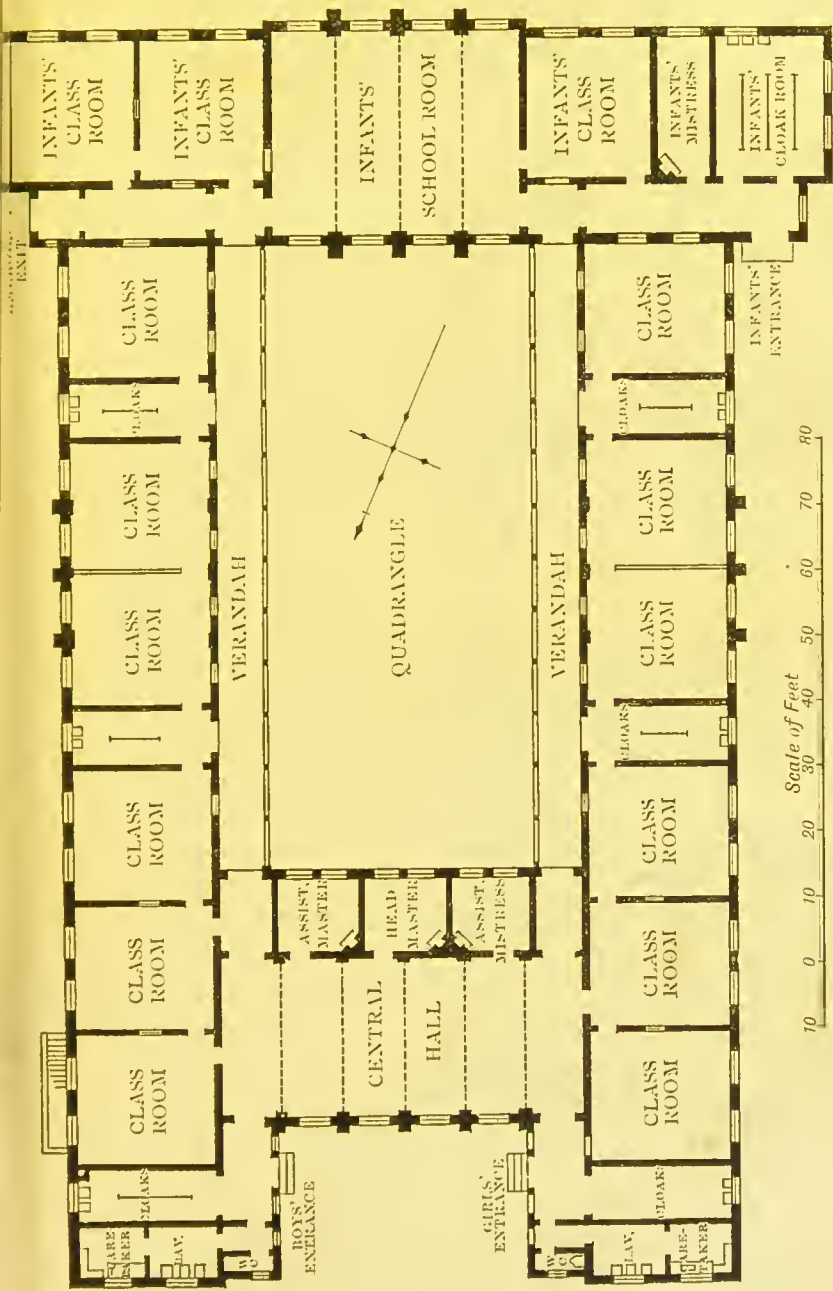 INFANTS'
CLASS
ROOM
INFANTS'
CLASS
ROOM
INFANTS'
SCHOOL ROOM
INFANTS'
CLASS
ROOM
INFANTS'
MISTRESS
INFANTS'
CLOAK ROOM
EXIT
CLASS
ROOM
CLOAKS
CLASS
ROOM
CLASS
ROOM
CLASS
ROOM
CLASS
ROOM
CLASS
ROOM
CLOAKS
CARE-
TAKER
LAV.
W
C
BOYS'
ENTRANCE
VERANDAH
QUADRANGLE
VERANDAH
ASSIST.
MASTER
HEAD
MASTER
ASSIST.
MISTRESS
CENTRAL
HALL
INFANTS'
ENTRANCE
CLASS
ROOM
CLOAKS
CLASS
ROOM
CLASS
ROOM
CLOAKS
CLASS
ROOM
CLASS
ROOM
CLASS
ROOM
CLOAKS
GIRLS'
ENTRANCE
W
C
LAV.
CARE-
TAKER
10 0 10 20 30 40 50 60 70 80
Scale of Feet